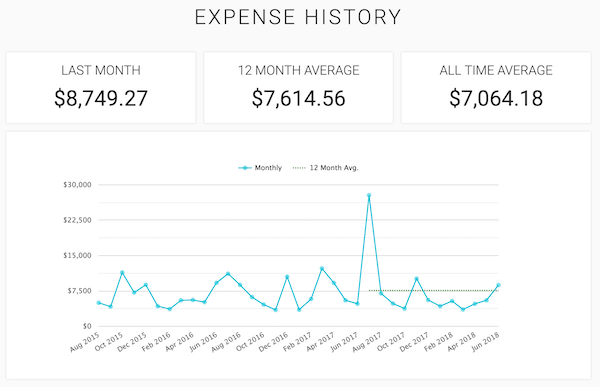 EXPENSE HISTORY
LAST MONTH
$8,749.27
12 MONTH AVERAGE
$7,614.56
ALL TIME AVERAGE
$7,064.18
Monthly
12 Month Avg.
$30,000
$22,500
$15,000
$7,500
$0
Aug 2015
Oct 2015
Dec 2015
Feb 2016
Apr 2016
Jun 2016
Aug 2016
Oct 2016
Dec 2016
Feb 2017
Apr 2017
Jun 2017
Aug 2017
Oct 2017
Dec 2017
Feb 2018
Apr 2018
Jun 2018